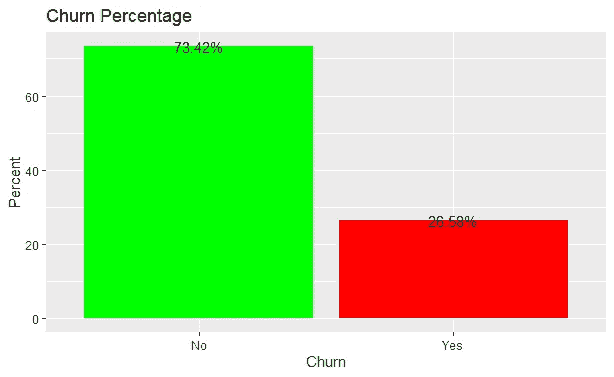 Churn Percentage
73.42%
26.58%
60
40
20
0
Percent
No
Yes
Churn